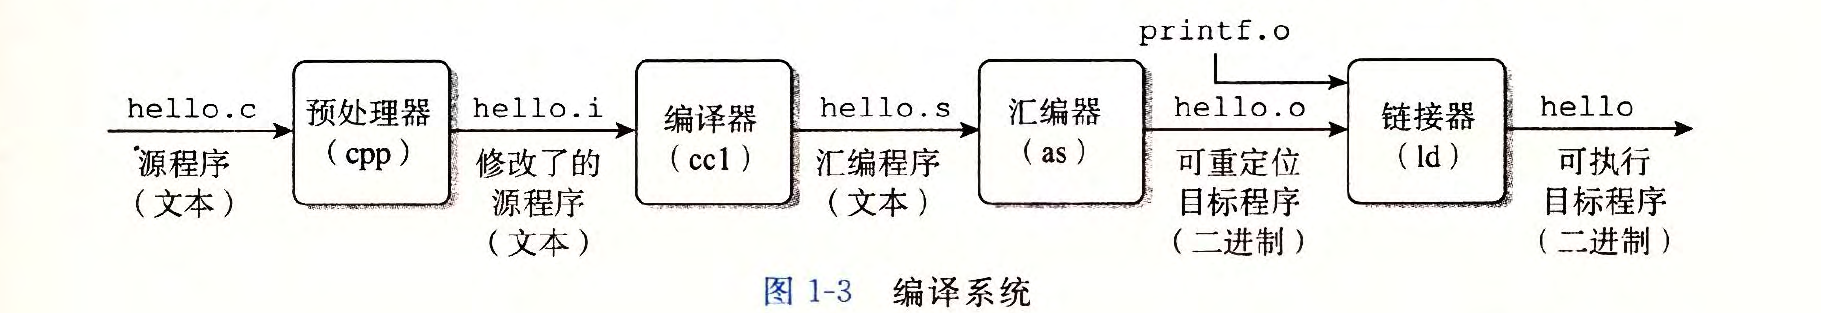 printf.o
hello.c
预处理器
(cpp)
hello.i
编译器
(cc1)
hello.s
汇编器
(as)
hello.o
链接器
(ld)
hello
源程序
(文本)
修改了的
源程序
(文本)
汇编程序
(文本)
可重定位
目标程序
(二进制)
可执行
目标程序
(二进制)
图 1-3 编译系统